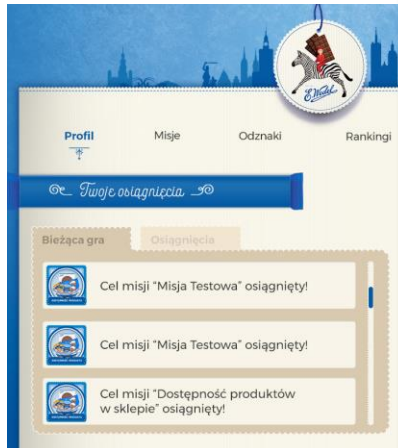 E. Wedel
Profil Misje Odznaki Rankingi
Twoje osiągnięcia
Bieżąca gra Osiągnięcia
Cel misji “Misja Testowa” osiągnięty!
Cel misji “Misja Testowa” osiągnięty!
Cel misji “Dostępność produktów
w sklepie” osiągnięty!